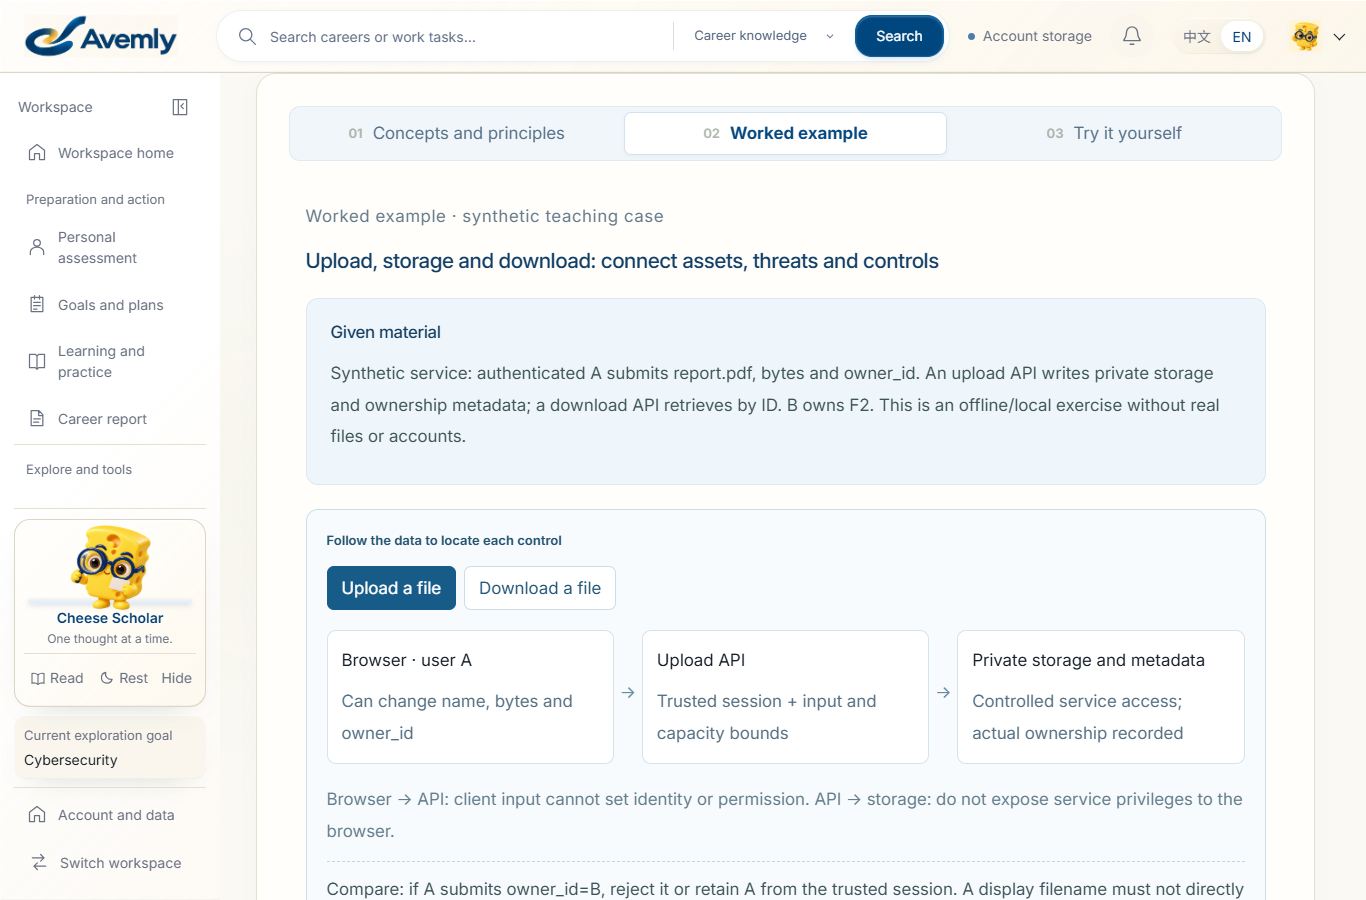 Avemly
Search careers or work tasks...
Career knowledge
Search
Account storage
中文
EN
Workspace
Workspace home
Preparation and action
Personal
assessment
Goals and plans
Learning and
practice
Career report
Explore and tools
Cheese Scholar
One thought at a time.
Read
Rest
Hide
Current exploration goal
Cybersecurity
Account and data
Switch workspace
01 Concepts and principles
02 Worked example
03 Try it yourself
Worked example · synthetic teaching case
Upload, storage and download: connect assets, threats and controls
Given material
Synthetic service: authenticated A submits report.pdf, bytes and owner_id. An upload API writes private storage
and ownership metadata; a download API retrieves by ID. B owns F2. This is an offline/local exercise without real
files or accounts.
Follow the data to locate each control
Upload a file
Download a file
Browser · user A
Can change name, bytes and
owner_id
→
Upload API
Trusted session + input and
capacity bounds
→
Private storage and metadata
Controlled service access;
actual ownership recorded
Browser → API: client input cannot set identity or permission. API → storage: do not expose service privileges to the
browser.
Compare: if A submits owner_id=B, reject it or retain A from the trusted session. A display filename must not directly